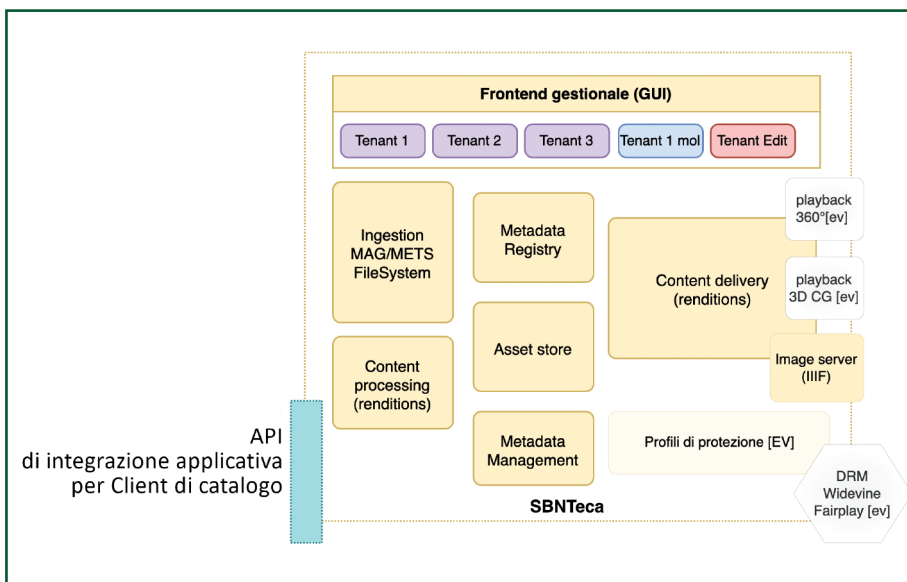 Frontend gestionale (GUI)
Tenant 1
Tenant 2
Tenant 3
Tenant 1 mol
Tenant Edit
Ingestion
MAG/METS
FileSystem
Metadata
Registry
Content delivery
(renditions)
playback
360°[ev]
playback
3D CG [ev]
Asset store
Image server
(IIIF)
Content
processing
(renditions)
Metadata
Management
Profili di protezione [EV]
API
di integrazione applicativa
per Client di catalogo
DRM
Widevine
Fairplay [ev]
SBNTeca